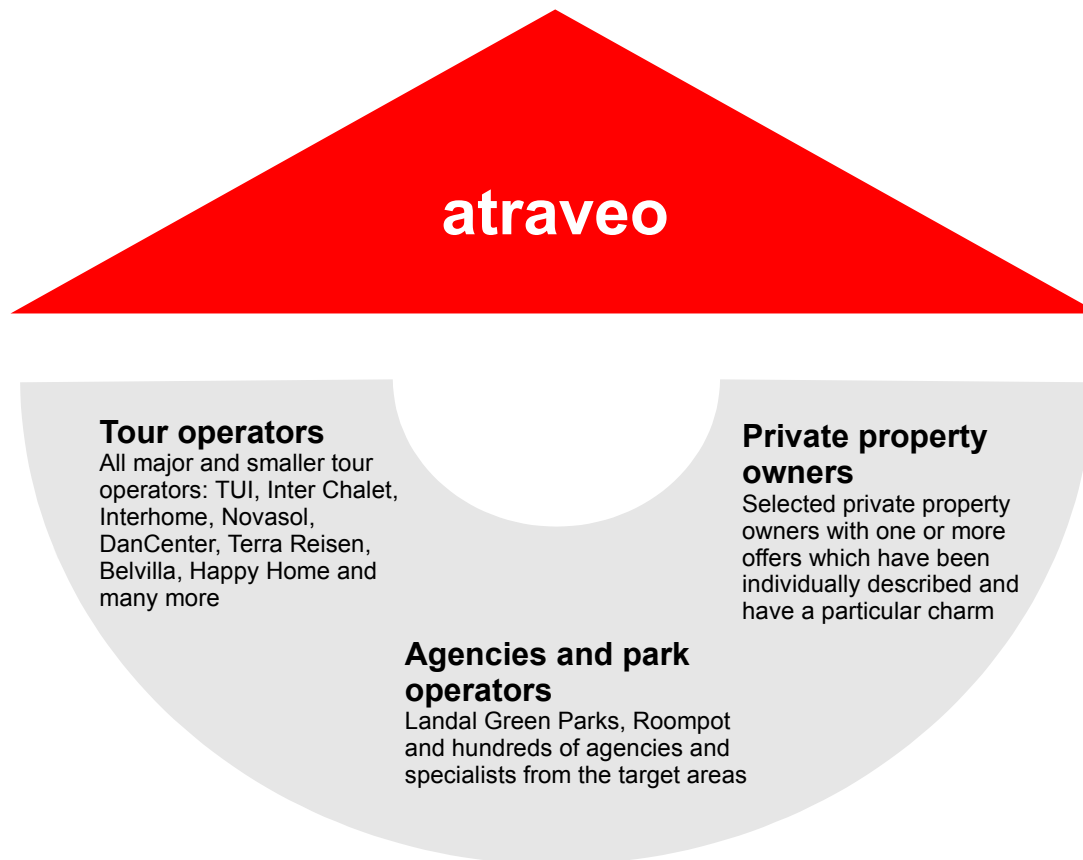 atraveo
Tour operators
All major and smaller tour
operators: TUI, Inter Chalet,
Interhome, Novasol,
DanCenter, Terra Reisen,
Belvilla, Happy Home and
many more
Private property
owners
Selected private property
owners with one or more
offers which have been
individually described and
have a particular charm
Agencies and park
operators
Landal Green Parks, Roompot
and hundreds of agencies and
specialists from the target areas